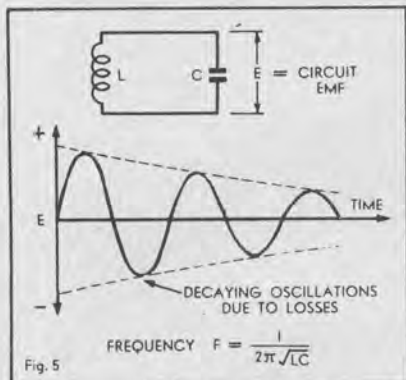 L C E = CIRCUIT
EMF
+
E
TIME
−
DECAYING OSCILLATIONS
DUE TO LOSSES
FREQUENCY F = 1 / 2π√LC
Fig. 5